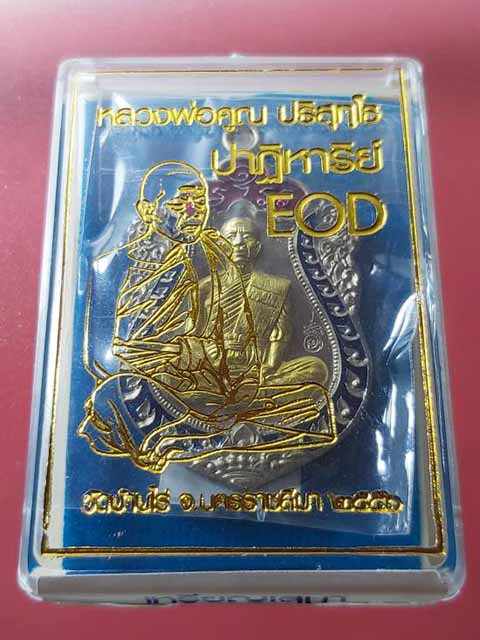 หลวงพ่อคูณ ปริสุทฺโธ
ปาฏิหาริย์
EOD
วัดบ้านไร่ จ.นครราชสีมา ๒๕๕๖